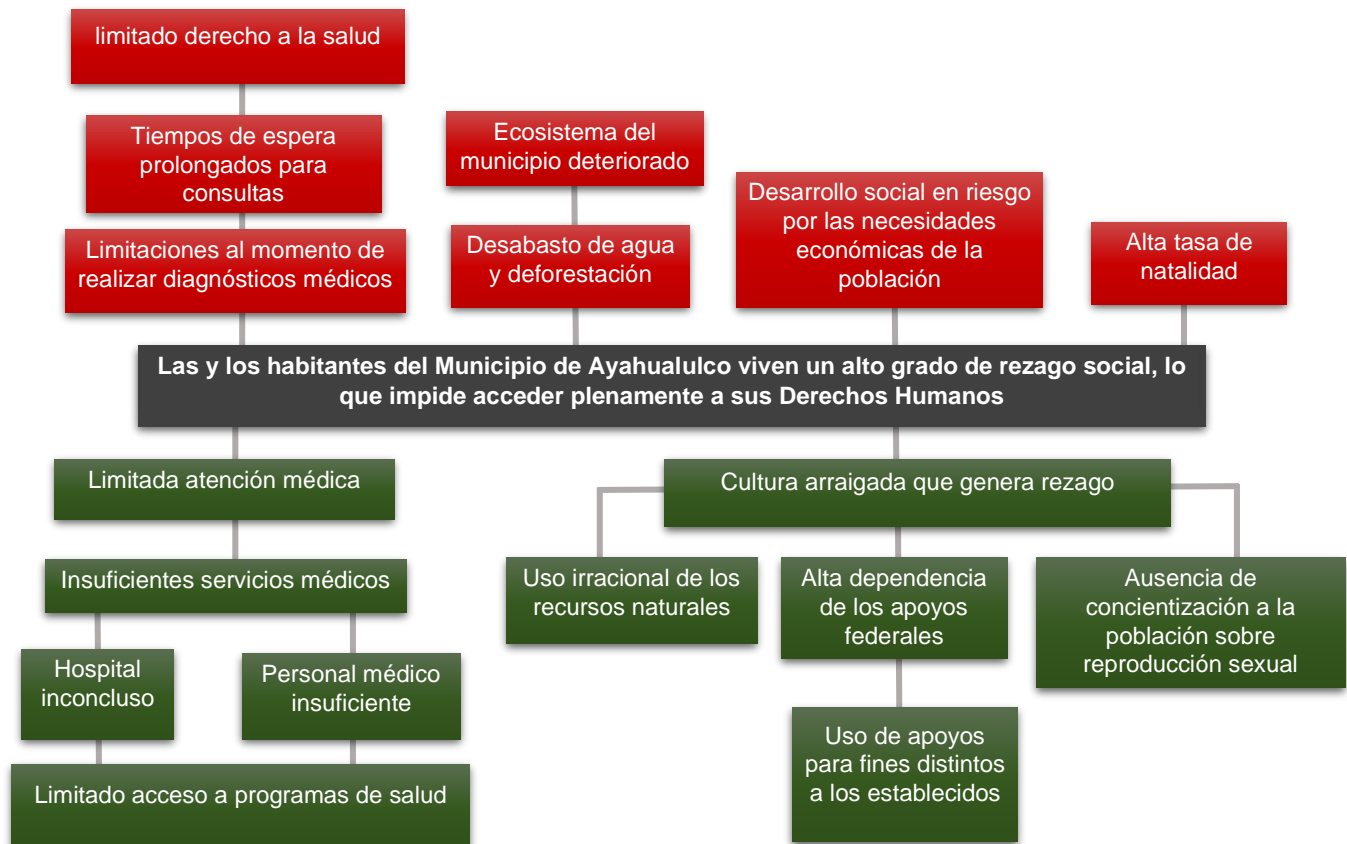 limitado derecho a la salud
Tiempos de espera
prolongados para
consultas
Limitaciones al momento de
realizar diagnósticos médicos
Ecosistema del
municipio deteriorado
Desabasto de agua
y deforestación
Desarrollo social en riesgo
por las necesidades
económicas de la
población
Alta tasa de
natalidad
Las y los habitantes del Municipio de Ayahualulco viven un alto grado de rezago social, lo
que impide acceder plenamente a sus Derechos Humanos
Limitada atención médica
Insuficientes servicios médicos
Hospital
inconcluso
Personal médico
insuficiente
Limitado acceso a programas de salud
Cultura arraigada que genera rezago
Uso irracional de los
recursos naturales
Alta dependencia
de los apoyos
federales
Uso de apoyos
para fines distintos
a los establecidos
Ausencia de
concientización a la
población sobre
reproducción sexual